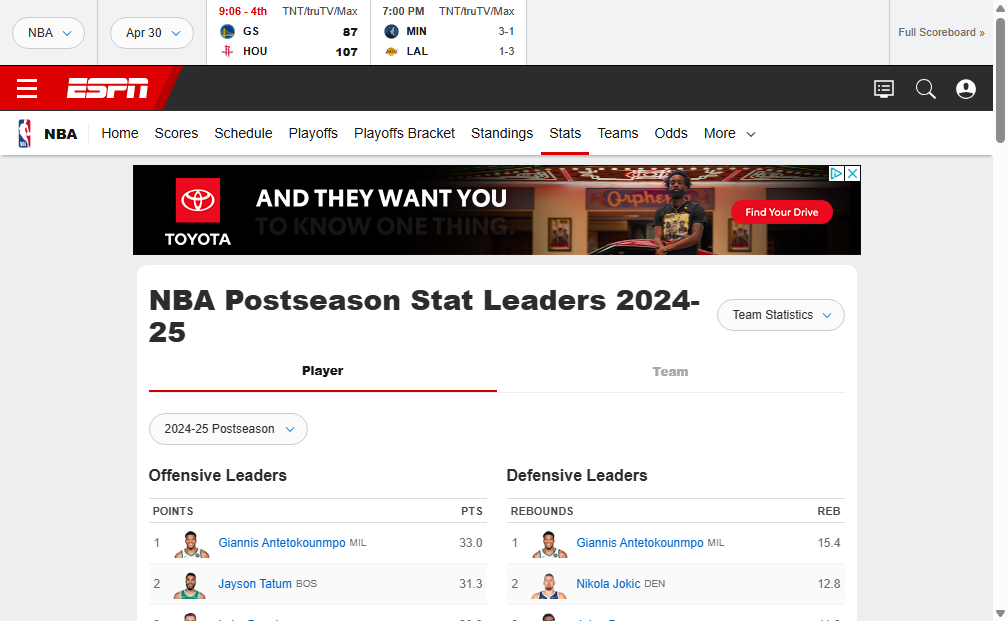 NBA
Apr 30
9:06 - 4th TNT/truTV/Max
GS 87
HOU 107
7:00 PM TNT/truTV/Max
MIN 3-1
LAL 1-3
Full Scoreboard »
ESPN
NBA Home Scores Schedule Playoffs Playoffs Bracket Standings Stats Teams Odds More
TOYOTA
AND THEY WANT YOU
TO KNOW ONE THING.
Orpheum
Find Your Drive
NBA Postseason Stat Leaders 2024-
25
Team Statistics
Player Team
2024-25 Postseason
Offensive Leaders
POINTS PTS
1 Giannis Antetokounmpo MIL 33.0
2 Jayson Tatum BOS 31.3
Defensive Leaders
REBOUNDS REB
1 Giannis Antetokounmpo MIL 15.4
2 Nikola Jokic DEN 12.8